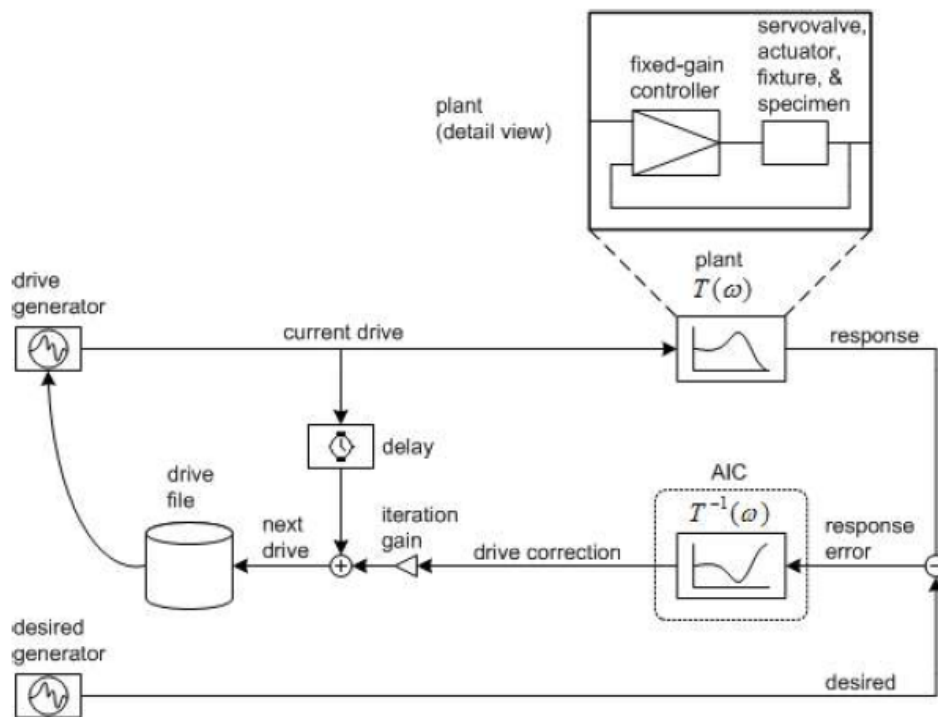 servovalve,
actuator,
fixture, &
specimen
fixed-gain
controller
plant
(detail view)
plant
T(ω)
drive
generator
current drive
response
delay
AIC
T⁻¹(ω)
drive
file
next
drive
iteration
gain
drive correction
response
error
desired
generator
desired